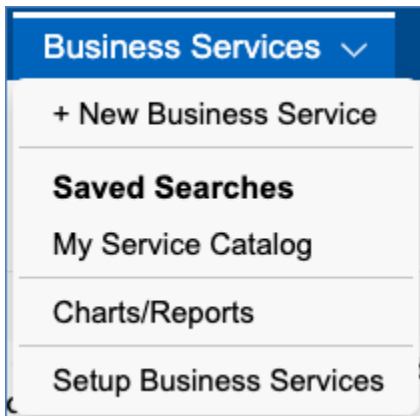 Business Services
+ New Business Service
Saved Searches
My Service Catalog
Charts/Reports
Setup Business Services